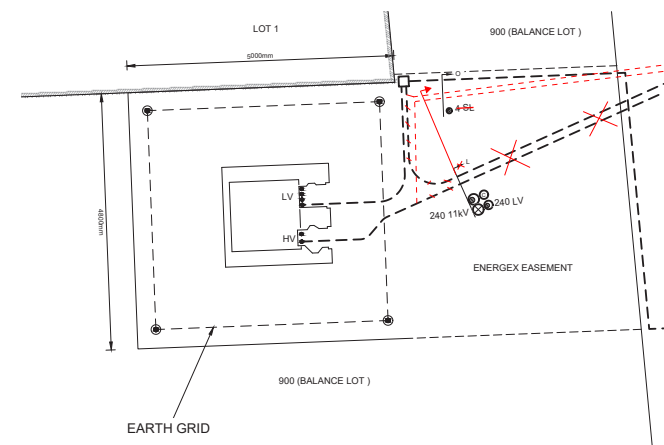 LOT 1
900 (BALANCE LOT )
5000mm
O
4 SL
L
LV
240 LV
240 11kV
4800mm
HV
ENERGEX EASEMENT
900 (BALANCE LOT )
EARTH GRID